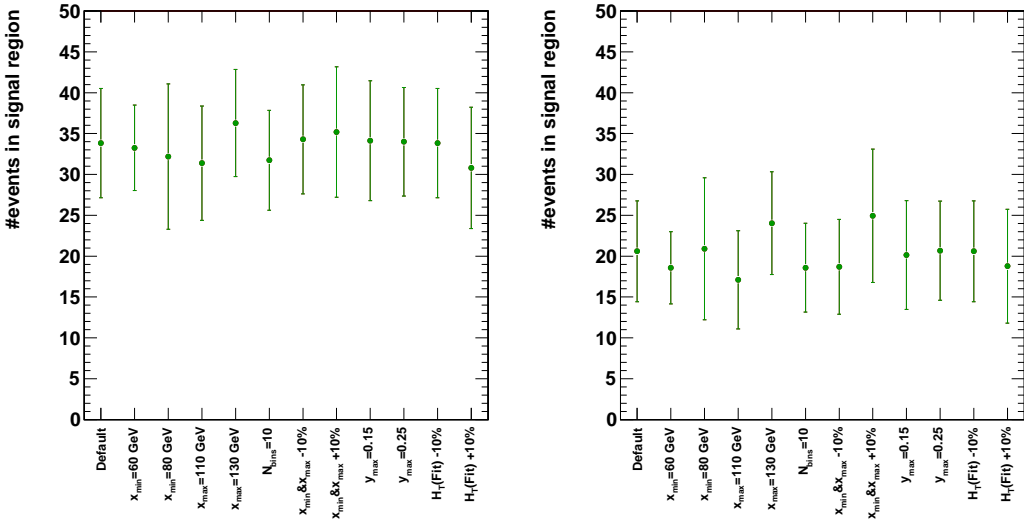 #events in signal region
50
45
40
35
30
25
20
15
10
5
0
Default
x_min=60 GeV
x_min=80 GeV
x_max=110 GeV
x_max=130 GeV
N_bins=10
x_min&x_max -10%
x_min&x_max +10%
y_max=0.15
y_max=0.25
H_T(Fit) -10%
H_T(Fit) +10%
#events in signal region
50
45
40
35
30
25
20
15
10
5
0
Default
x_min=60 GeV
x_min=80 GeV
x_max=110 GeV
x_max=130 GeV
N_bins=10
x_min&x_max -10%
x_min&x_max +10%
y_max=0.15
y_max=0.25
H_T(Fit) -10%
H_T(Fit) +10%